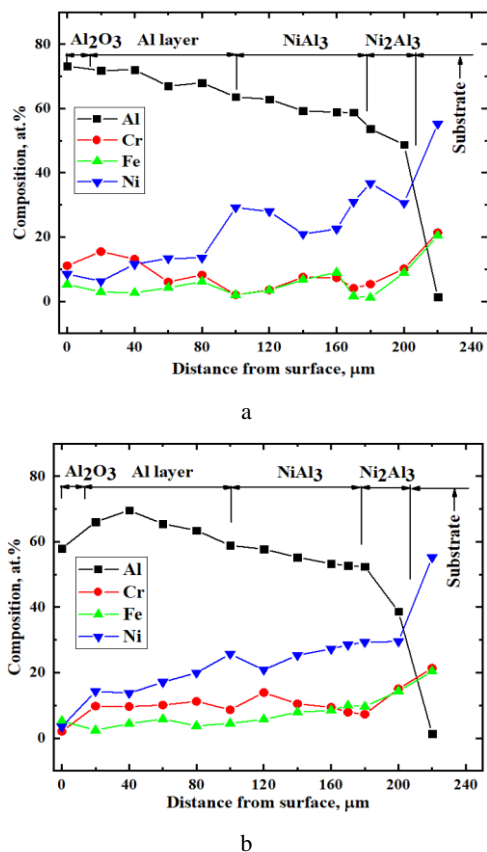 Al2O3 Al layer NiAl3 Ni2Al3
80
60
40
20
0
Composition, at.%
Al
Cr
Fe
Ni
Substrate
0 40 80 120 160 200 240
Distance from surface, μm
a
Al2O3 Al layer NiAl3 Ni2Al3
80
60
40
20
0
Composition, at.%
Al
Cr
Fe
Ni
Substrate
0 40 80 120 160 200 240
Distance from surface, μm
b